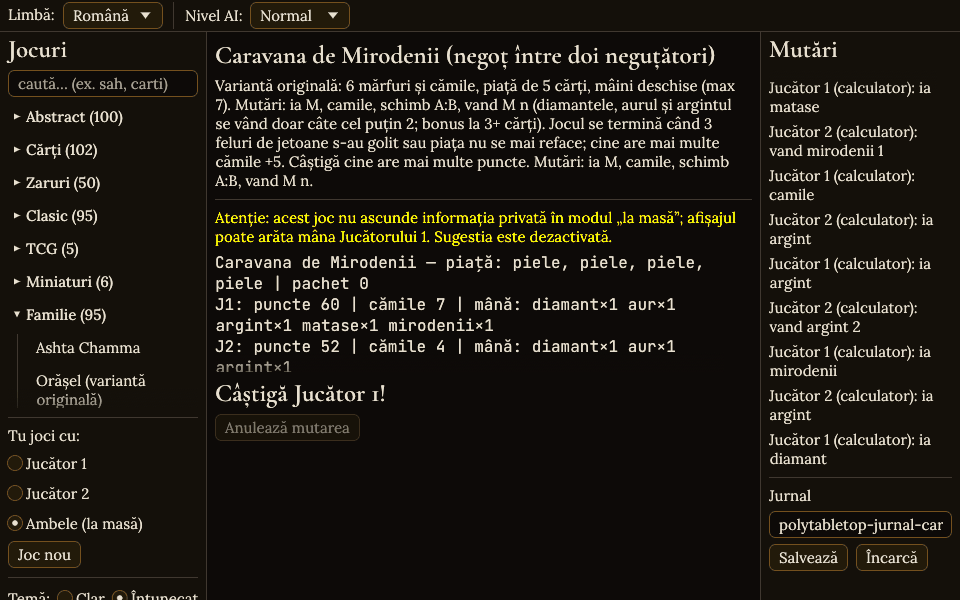 Limbă: Română Nivel AI: Normal
Jocuri
caută... (ex. sah, carti)
Abstract (100)
Cărți (102)
Zaruri (50)
Clasic (95)
TCG (5)
Miniaturi (6)
Familie (95)
Ashta Chamma
Orășel (variantă
originală)
Tu joci cu:
Jucător 1
Jucător 2
Ambele (la masă)
Joc nou
Temă: Clar Întunecat
Caravana de Mirodenii (negoț între doi neguțători)
Variantă originală: 6 mărfuri și cămile, piață de 5 cărți, mâini deschise (max
7). Mutări: ia M, camile, schimb A:B, vand M n (diamantele, aurul și argintul
se vând doar câte cel puțin 2; bonus la 3+ cărți). Jocul se termină când 3
feluri de jetoane s-au golit sau piața nu se mai reface; cine are mai multe
cămile +5. Câștigă cine are mai multe puncte. Mutări: ia M, camile, schimb
A:B, vand M n.
Atenție: acest joc nu ascunde informația privată în modul „la masă”; afișajul
poate arăta mâna Jucătorului 1. Sugestia este dezactivată.
Caravana de Mirodenii — piață: piele, piele, piele,
piele | pachet 0
J1: puncte 60 | cămile 7 | mână: diamant×1 aur×1
argint×1 matase×1 mirodenii×1
J2: puncte 52 | cămile 4 | mână: diamant×1 aur×1
argint×1
Câștigă Jucător 1!
Anulează mutarea
Mutări
Jucător 1 (calculator): ia
matase
Jucător 2 (calculator):
vand mirodenii 1
Jucător 1 (calculator):
camile
Jucător 2 (calculator): ia
argint
Jucător 1 (calculator): ia
argint
Jucător 2 (calculator):
vand argint 2
Jucător 1 (calculator): ia
mirodenii
Jucător 2 (calculator): ia
argint
Jucător 1 (calculator): ia
diamant
Jurnal
polytabletop-jurnal-car
Salvează Încarcă